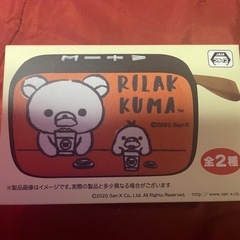 RILAK
KUMA™
©2020 San-X
全2種
※製品画像はイメージです。実際の製品と多少異なる場合がございます
©2020 San-X Co., Ltd. All Rights Reserved.